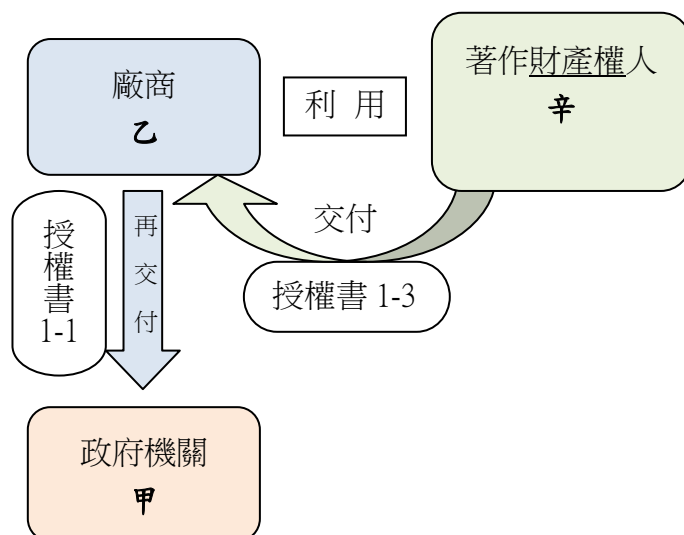 廠商
乙
利 用
著作財產權人
辛
授權書
1-1
再交付
交付
授權書 1-3
政府機關
甲